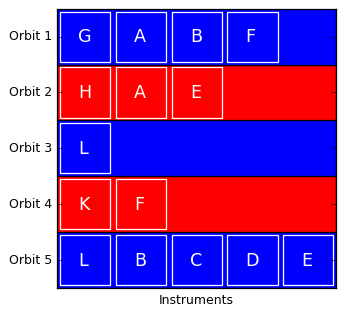 Orbit 1 G A B F
Orbit 2 H A E
Orbit 3 L
Orbit 4 K F
Orbit 5 L B C D E
Instruments